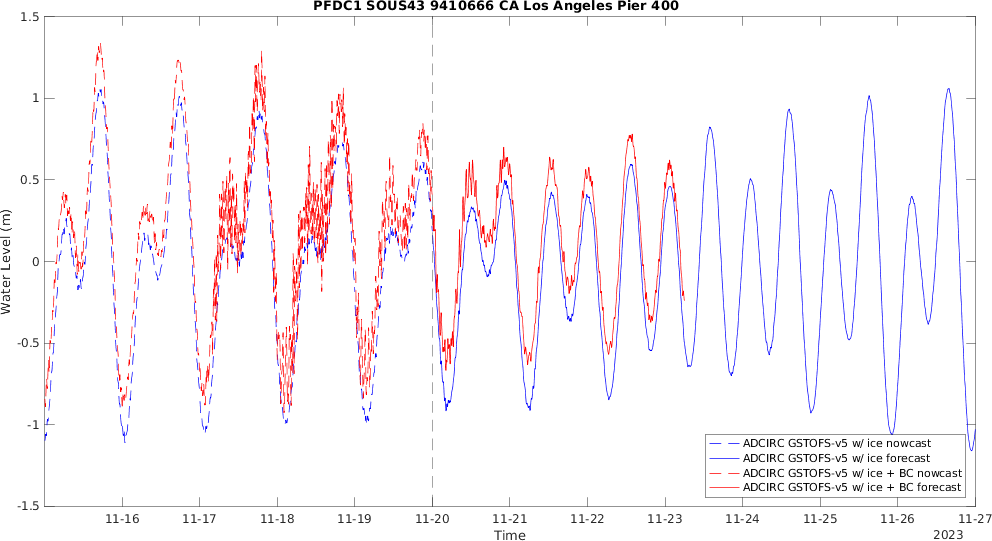 PFDC1 SOUS43 9410666 CA Los Angeles Pier 400
1.5
1
0.5
0
-0.5
-1
-1.5
Water Level (m)
ADCIRC GSTOFS-v5 w/ ice nowcast
ADCIRC GSTOFS-v5 w/ ice forecast
ADCIRC GSTOFS-v5 w/ ice + BC nowcast
ADCIRC GSTOFS-v5 w/ ice + BC forecast
11-16 11-17 11-18 11-19 11-20 11-21 11-22 11-23 11-24 11-25 11-26 11-27
Time
2023